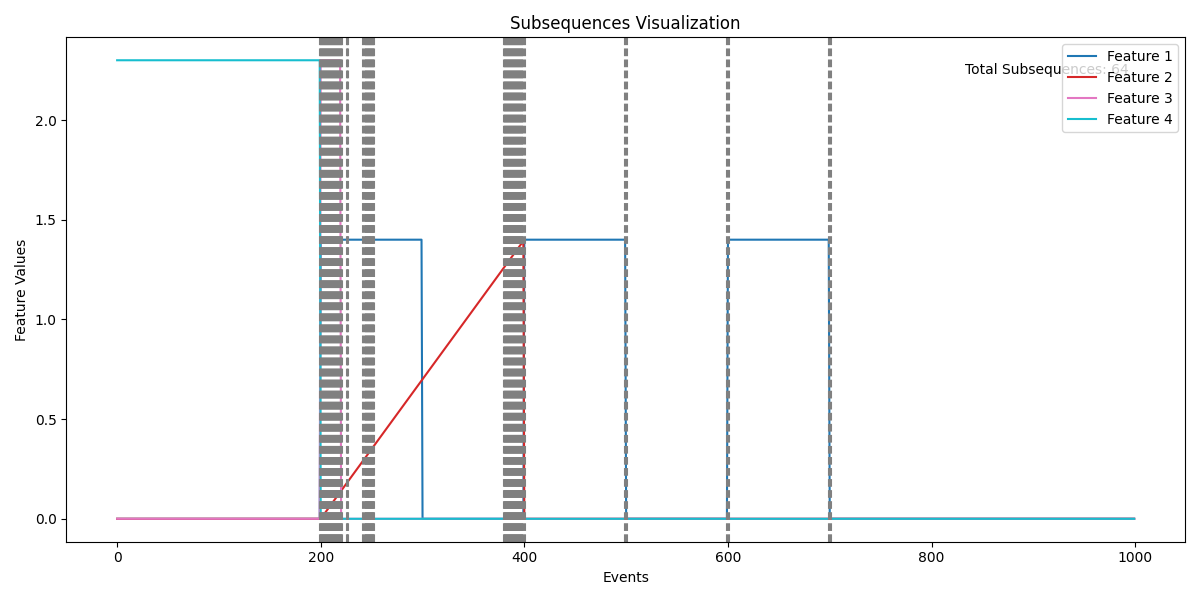 Subsequences Visualization
Total Subsequences: 64
Feature 1
Feature 2
Feature 3
Feature 4
Feature Values
2.0
1.5
1.0
0.5
0.0
0
200
400
600
800
1000
Events